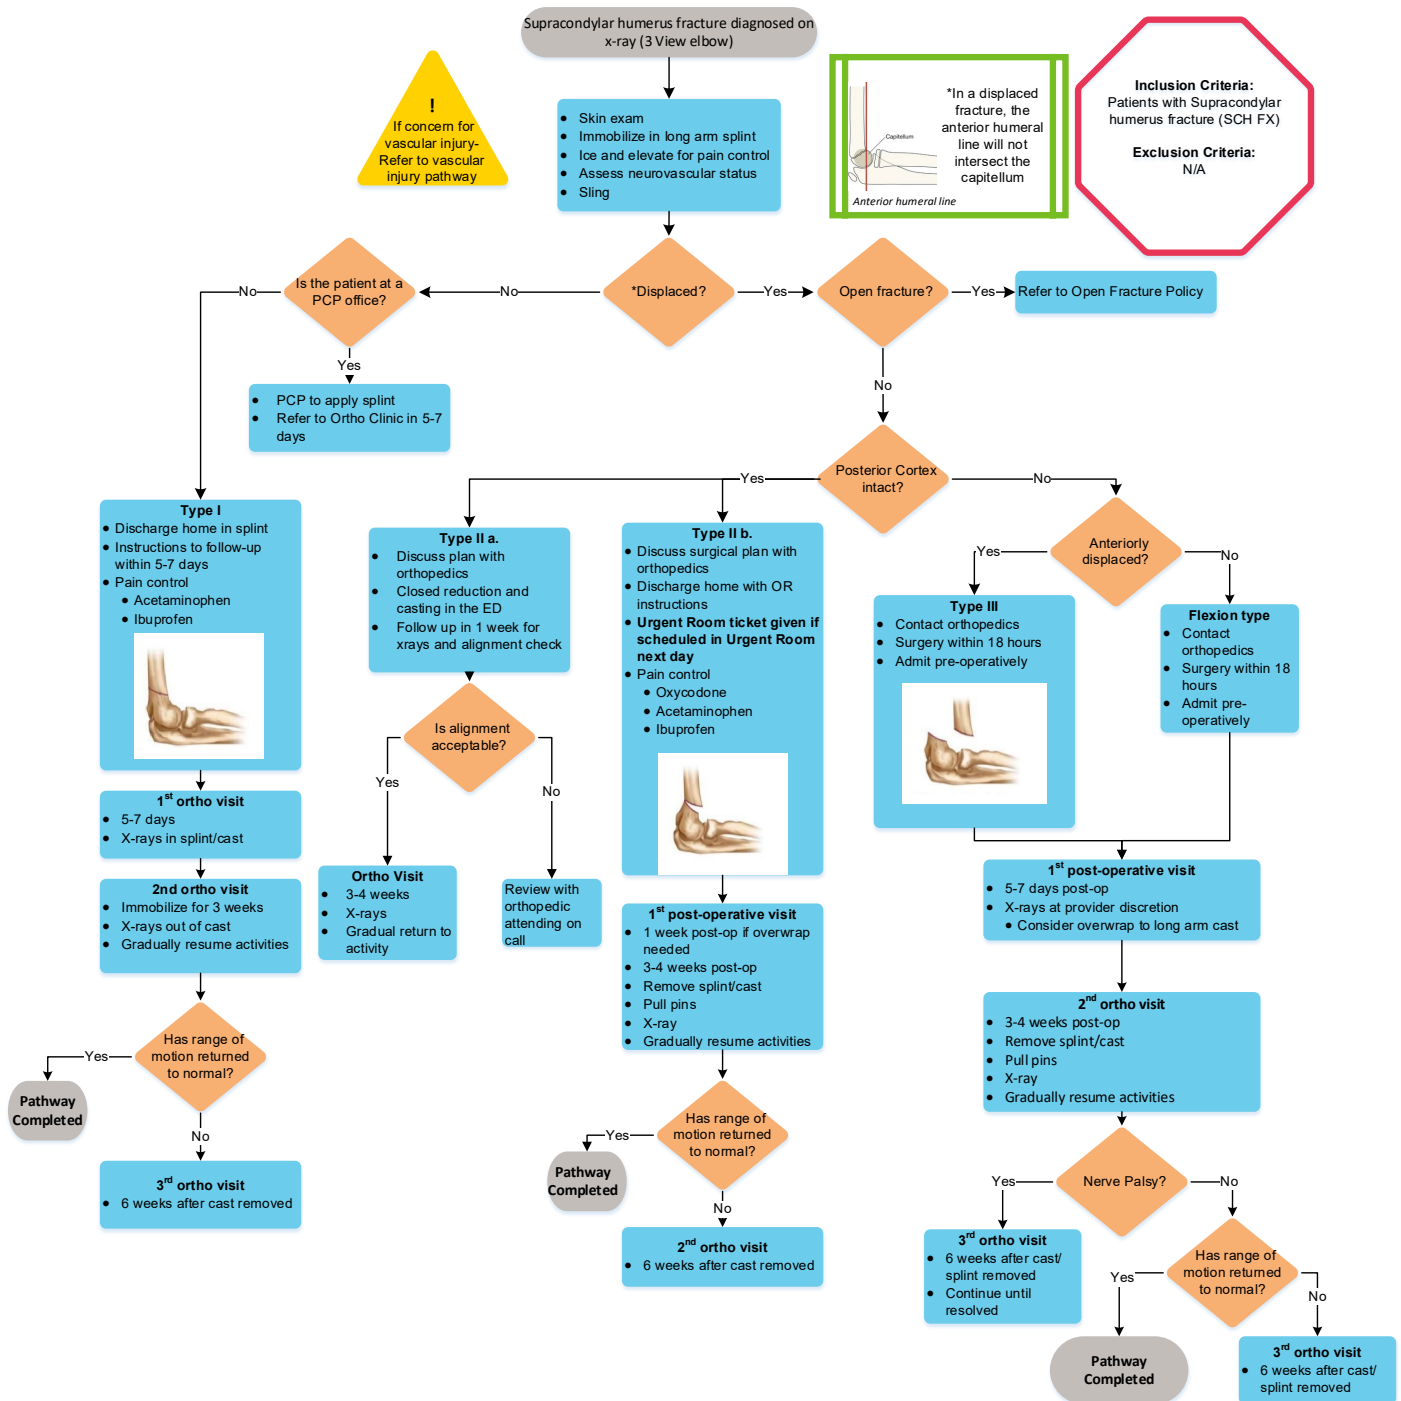 Supracondylar humerus fracture diagnosed on
x-ray (3 View elbow)
!
If concern for
vascular injury-
Refer to vascular
injury pathway
Skin exam
Immobilize in long arm splint
Ice and elevate for pain control
Assess neurovascular status
Sling
Capitellum
Anterior humeral line
*In a displaced
fracture, the
anterior humeral
line will not
intersect the
capitellum
Inclusion Criteria:
Patients with Supracondylar
humerus fracture (SCH FX)
Exclusion Criteria:
N/A
No
Is the patient at a
PCP office?
No
*Displaced?
Yes
Open fracture?
Yes
Refer to Open Fracture Policy
Yes
No
PCP to apply splint
Refer to Ortho Clinic in 5-7
days
Yes
Posterior Cortex
intact?
No
Type I
Discharge home in splint
Instructions to follow-up
within 5-7 days
Pain control
Acetaminophen
Ibuprofen
Type II a.
Discuss plan with
orthopedics
Closed reduction and
casting in the ED
Follow up in 1 week for
xrays and alignment check
Type II b.
Discuss surgical plan with
orthopedics
Discharge home with OR
instructions
Urgent Room ticket given if
scheduled in Urgent Room
next day
Pain control
Oxycodone
Acetaminophen
Ibuprofen
Yes
Anteriorly
displaced?
No
Type III
Contact orthopedics
Surgery within 18 hours
Admit pre-operatively
Flexion type
Contact
orthopedics
Surgery within 18
hours
Admit pre-
operatively
Is alignment
acceptable?
Yes
No
1st ortho visit
5-7 days
X-rays in splint/cast
Ortho Visit
3-4 weeks
X-rays
Gradual return to
activity
Review with
orthopedic
attending on
call
2nd ortho visit
Immobilize for 3 weeks
X-rays out of cast
Gradually resume activities
1st post-operative visit
1 week post-op if overwrap
needed
3-4 weeks post-op
Remove splint/cast
Pull pins
X-ray
Gradually resume activities
1st post-operative visit
5-7 days post-op
X-rays at provider discretion
Consider overwrap to long arm cast
2nd ortho visit
3-4 weeks post-op
Remove splint/cast
Pull pins
X-ray
Gradually resume activities
Yes
Has range of
motion returned
to normal?
Pathway
Completed
No
3rd ortho visit
6 weeks after cast removed
Yes
Has range of
motion returned
to normal?
Pathway
Completed
No
2nd ortho visit
6 weeks after cast removed
Yes
Nerve Palsy?
No
3rd ortho visit
6 weeks after cast/
splint removed
Continue until
resolved
Yes
Has range of
motion returned
to normal?
No
Pathway
Completed
3rd ortho visit
6 weeks after cast/
splint removed